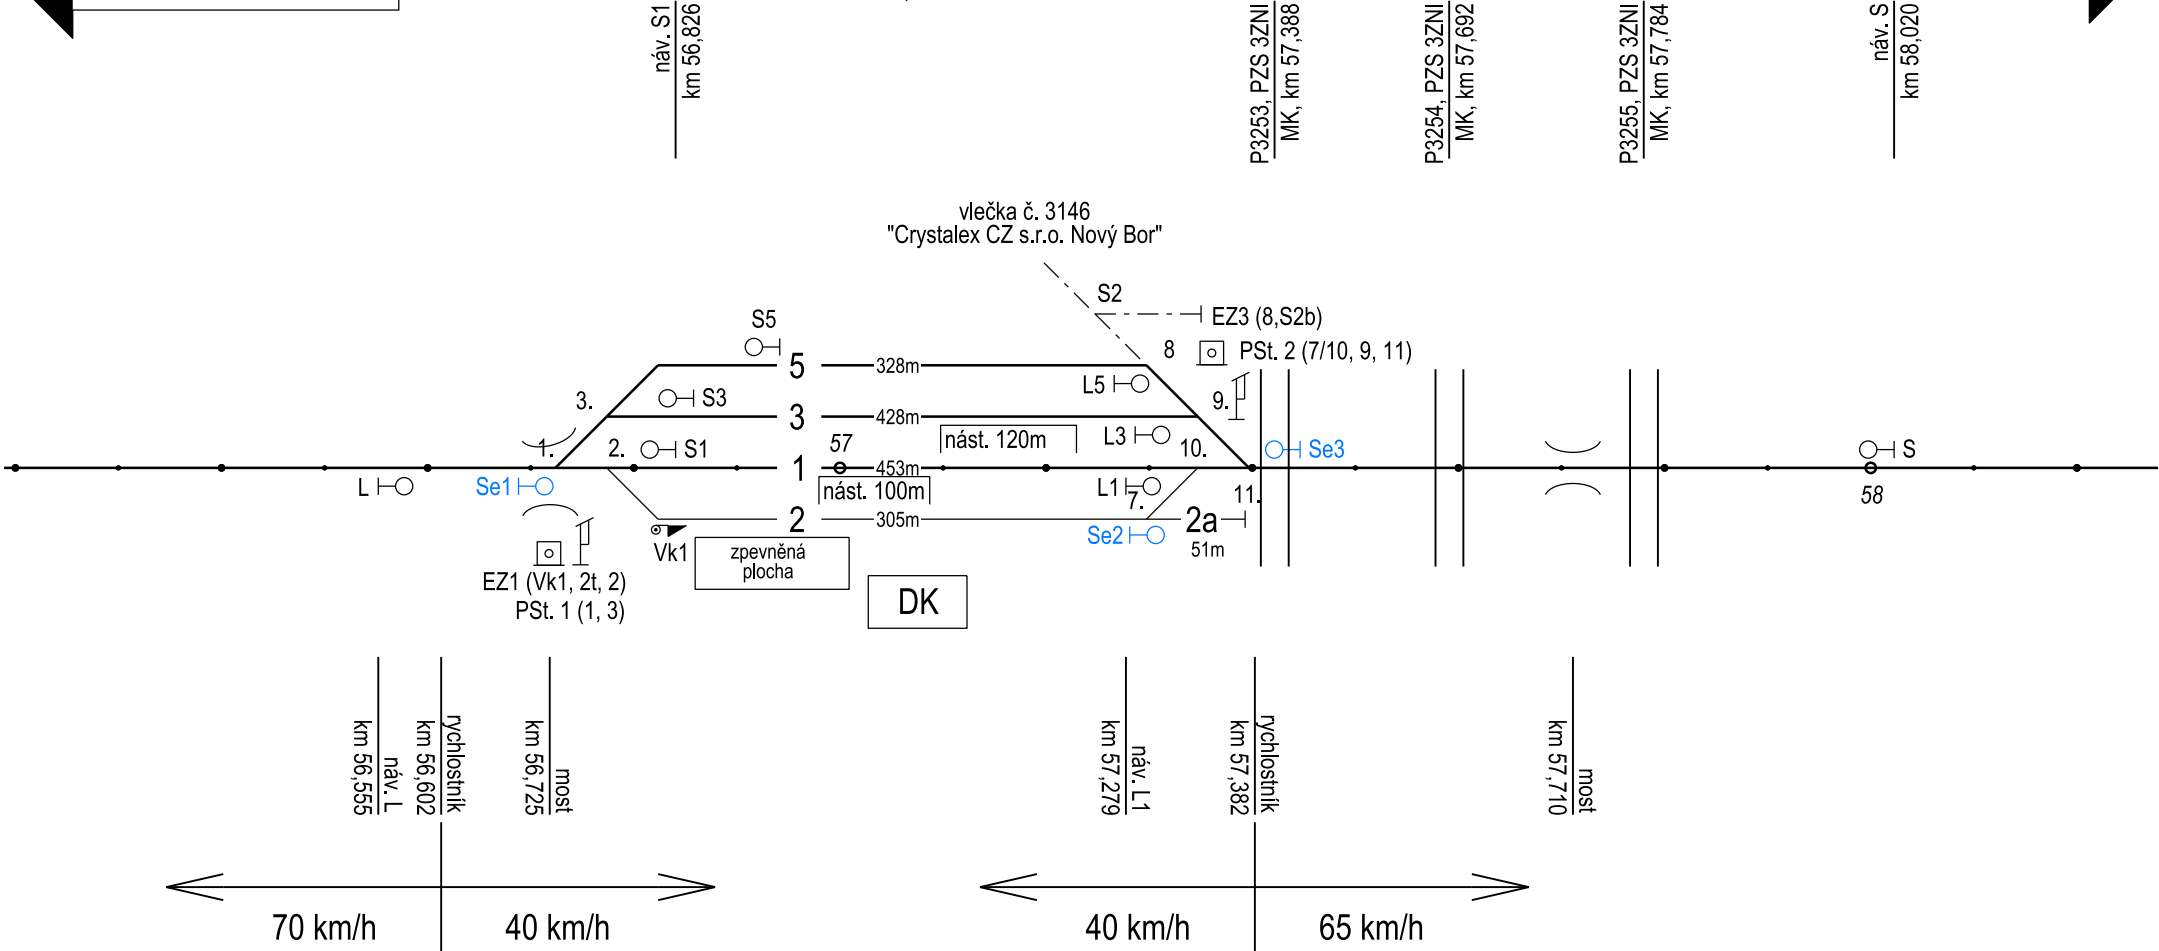 náv. S1
km 56,826
P3253, PZS 3ZNI
MK, km 57,388
P3254, PZS 3ZNI
MK, km 57,692
P3255, PZS 3ZNI
MK, km 57,784
náv. S
km 58,020
vlečka č. 3146
"Crystalex CZ s.r.o. Nový Bor"
S2
EZ3 (8,S2b)
S5
8
PSt. 2 (7/10, 9, 11)
5
328m
L5
3.
S3
9.
3
428m
L3
nást. 120m
57
1.
2.
S1
10.
Se3
S
1
453m
L
Se1
nást. 100m
L1
7.
11.
58
2
305m
2a
51m
Se2
Vk1
zpevněná
plocha
EZ1 (Vk1, 2t, 2)
PSt. 1 (1, 3)
DK
náv. L
km 56,555
rychlostník
km 56,602
most
km 56,725
náv. L1
km 57,279
rychlostník
km 57,382
most
km 57,710
70 km/h
40 km/h
40 km/h
65 km/h